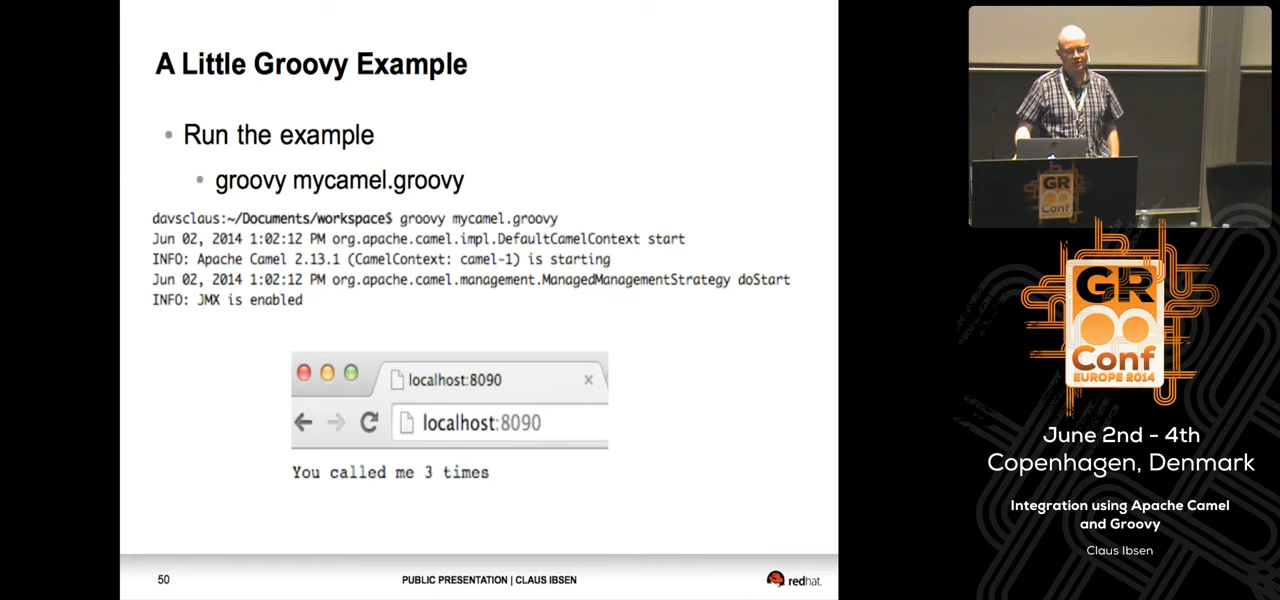 A Little Groovy Example
Run the example
groovy mycamel.groovy
davsclaus:~/Documents/workspace$ groovy mycamel.groovy
Jun 02, 2014 1:02:12 PM org.apache.camel.impl.DefaultCamelContext start
INFO: Apache Camel 2.13.1 (CamelContext: camel-1) is starting
Jun 02, 2014 1:02:12 PM org.apache.camel.management.ManagedManagementStrategy doStart
INFO: JMX is enabled
localhost:8090
localhost:8090
You called me 3 times
50
PUBLIC PRESENTATION | CLAUS IBSEN
redhat.
GR
GR
Conf
EUROPE 2014
June 2nd - 4th
Copenhagen, Denmark
Integration using Apache Camel
and Groovy
Claus Ibsen